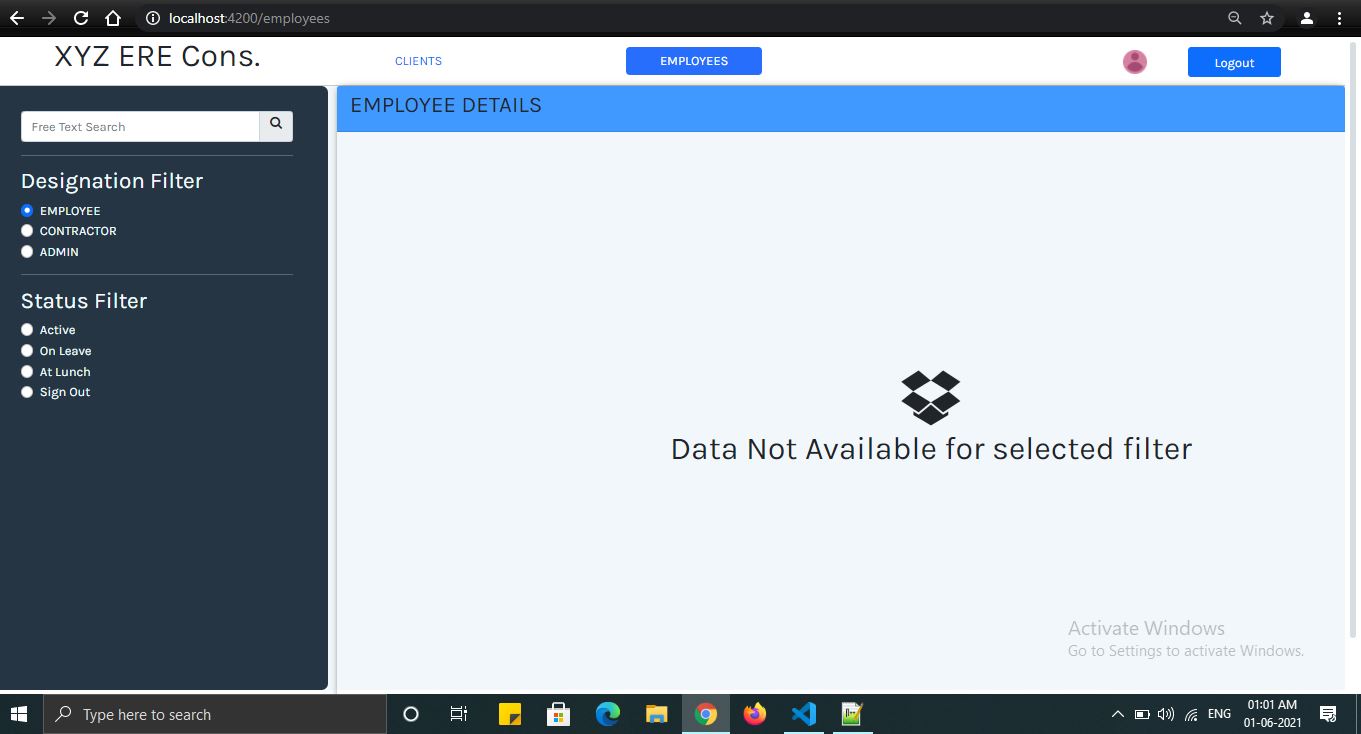 localhost:4200/employees
XYZ ERE Cons.
CLIENTS
EMPLOYEES
Logout
Free Text Search
Designation Filter
EMPLOYEE
CONTRACTOR
ADMIN
Status Filter
Active
On Leave
At Lunch
Sign Out
EMPLOYEE DETAILS
Data Not Available for selected filter
Activate Windows
Go to Settings to activate Windows.
Type here to search
ENG
01:01 AM
01-06-2021